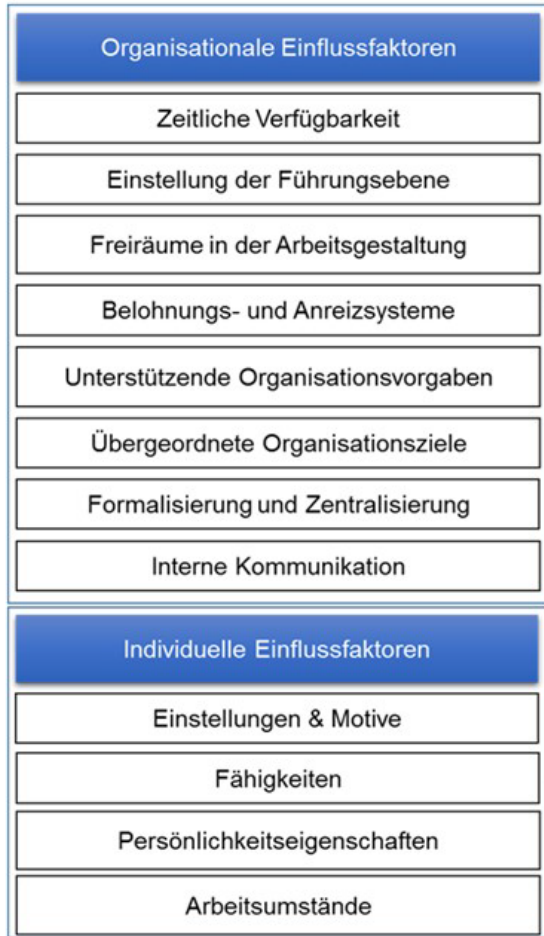 Organisationale Einflussfaktoren
Zeitliche Verfügbarkeit
Einstellung der Führungsebene
Freiräume in der Arbeitsgestaltung
Belohnungs- und Anreizsysteme
Unterstützende Organisationsvorgaben
Übergeordnete Organisationsziele
Formalisierung und Zentralisierung
Interne Kommunikation
Individuelle Einflussfaktoren
Einstellungen & Motive
Fähigkeiten
Persönlichkeitseigenschaften
Arbeitsumstände